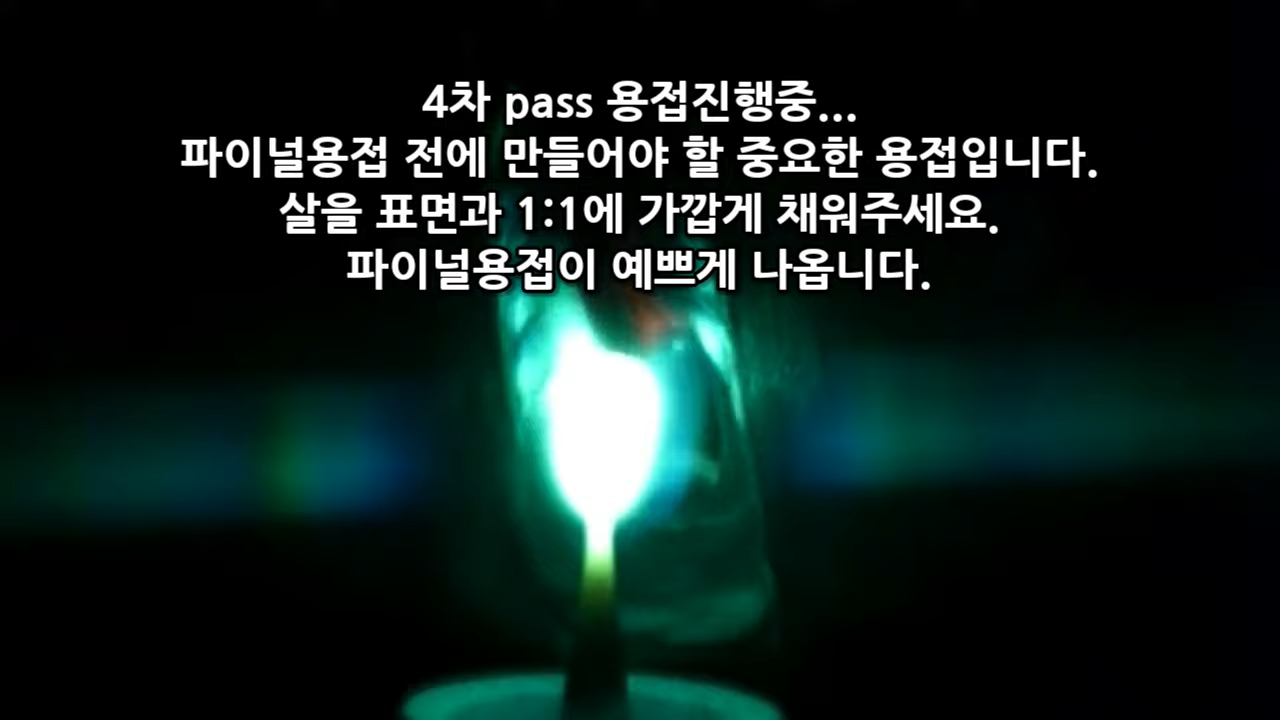 4차 pass 용접진행중...
파이널용접 전에 만들어야 할 중요한 용접입니다.
살을 표면과 1:1에 가깝게 채워주세요.
파이널용접이 예쁘게 나옵니다.